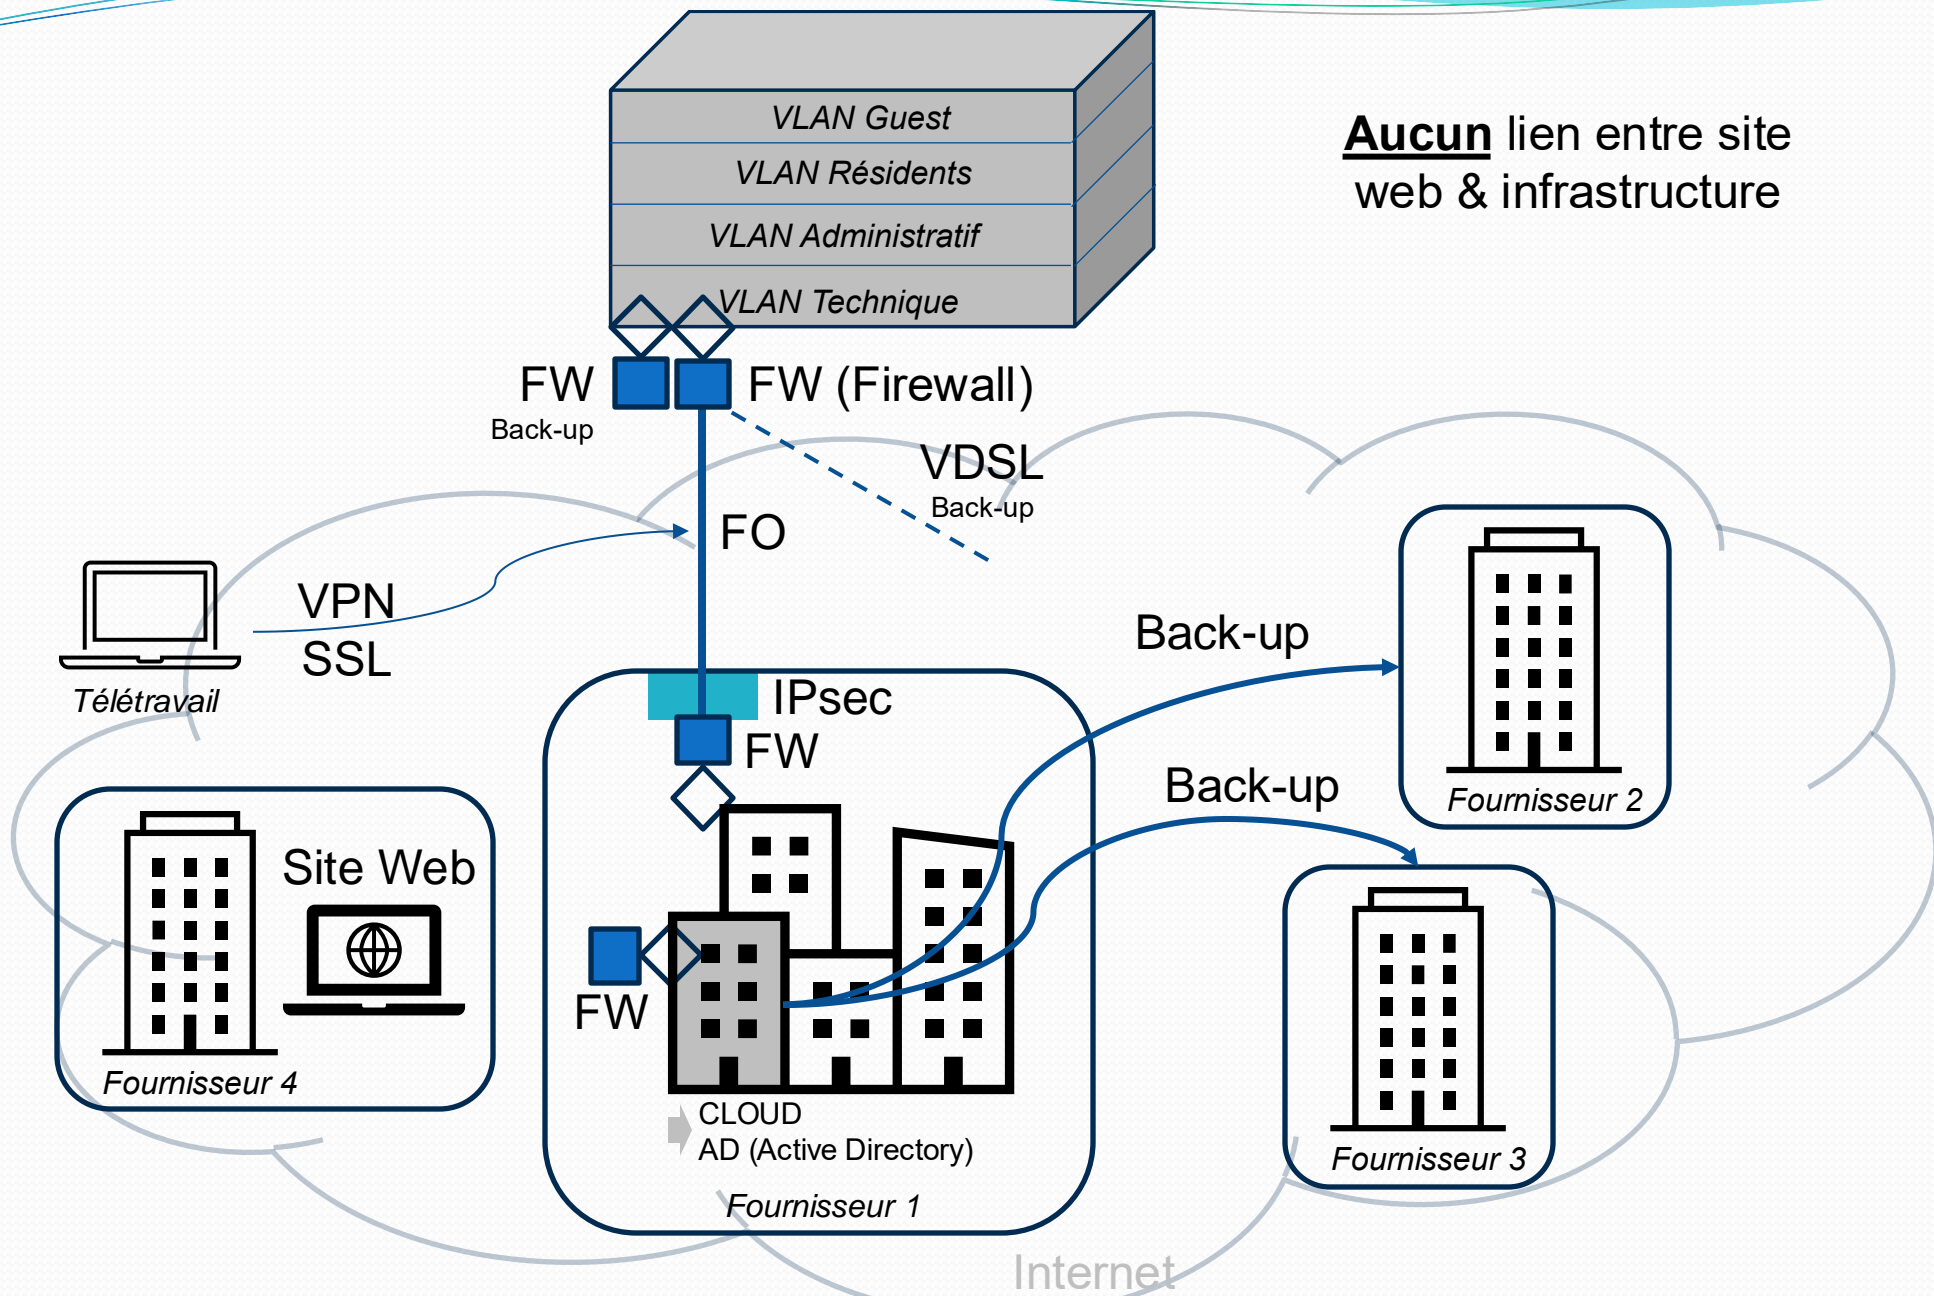 VLAN Guest
VLAN Résidents
VLAN Administratif
VLAN Technique
Aucun lien entre site
web & infrastructure
FW
Back-up
FW (Firewall)
VDSL
Back-up
FO
VPN
SSL
Télétravail
IPsec
FW
Back-up
Fournisseur 2
Back-up
Site Web
Fournisseur 4
FW
CLOUD
AD (Active Directory)
Fournisseur 1
Fournisseur 3
Internet